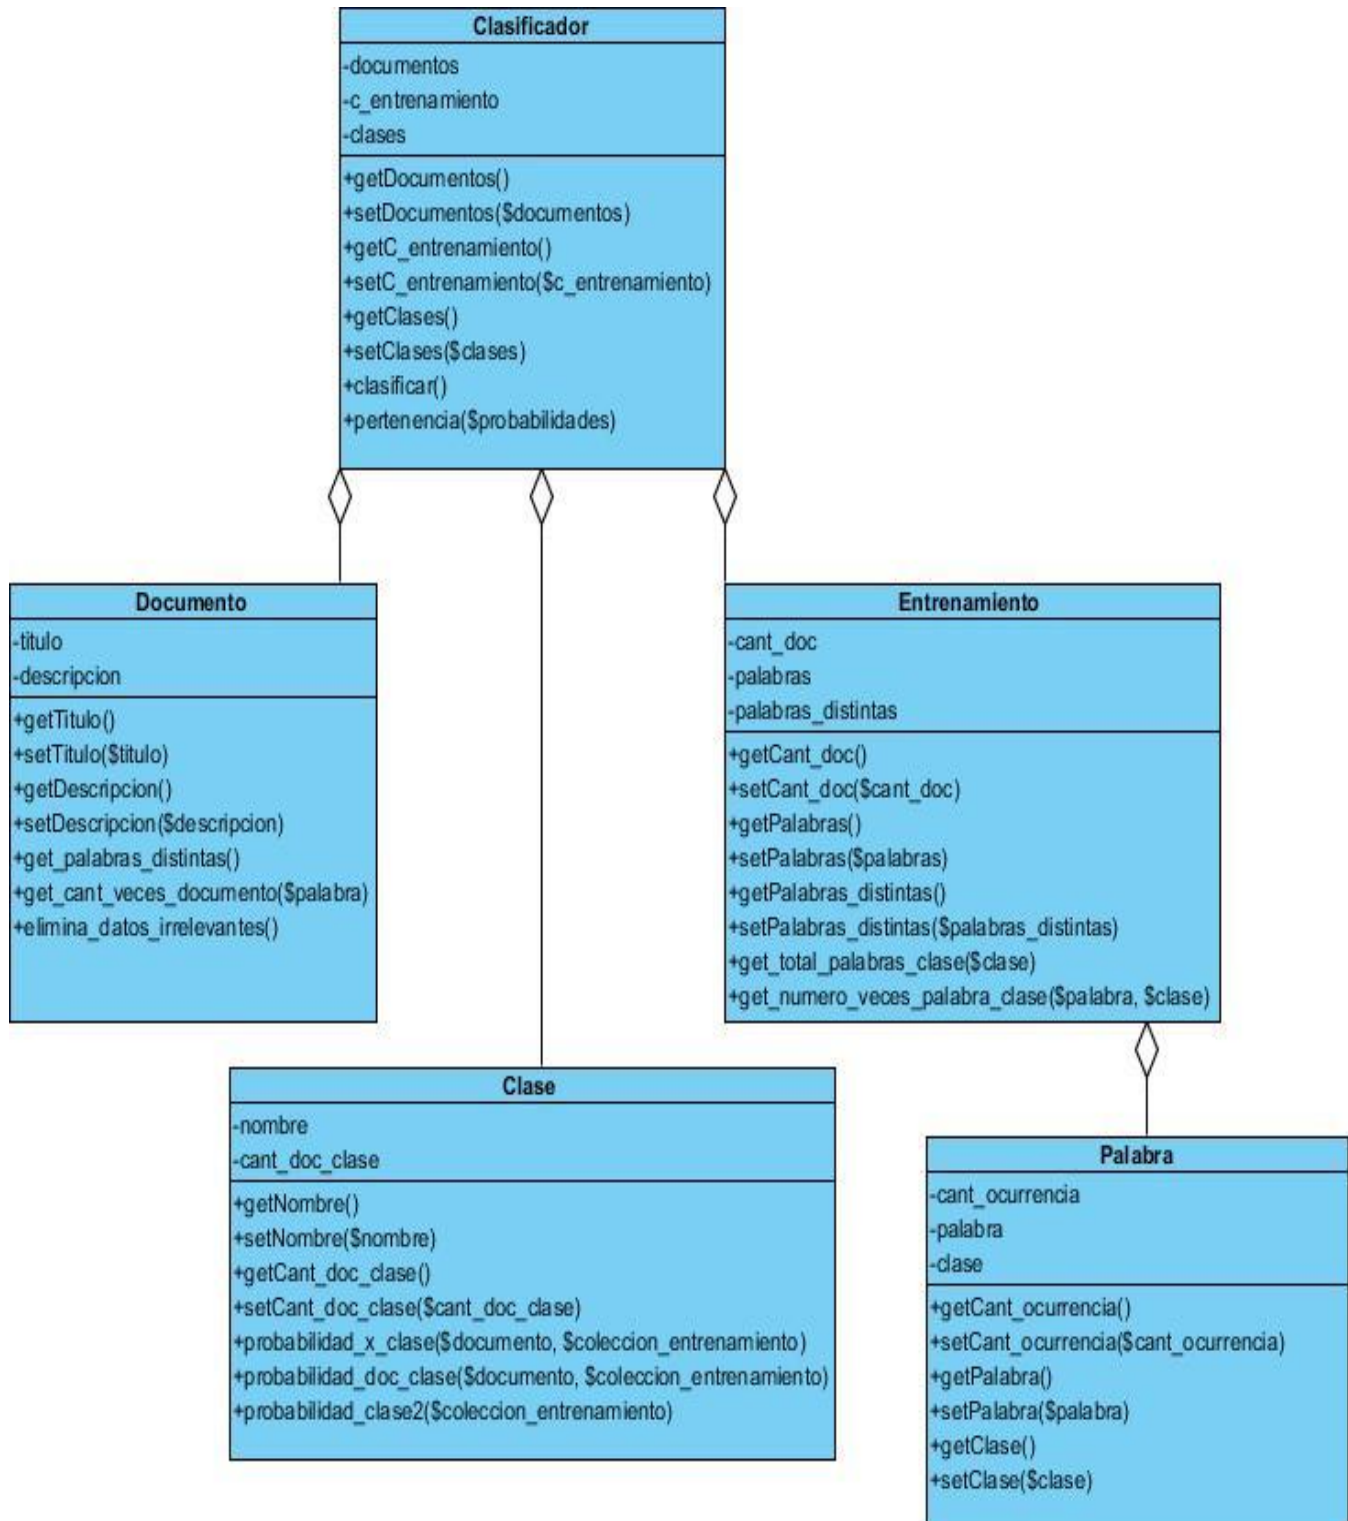 Clasificador
-documentos
-c_entrenamiento
-clases
+getDocumentos()
+setDocumentos($documentos)
+getC_entrenamiento()
+setC_entrenamiento($c_entrenamiento)
+getClases()
+setClases($clases)
+clasificar()
+pertenencia($probabilidades)
Documento
-titulo
-descripcion
+getTitulo()
+setTitulo($titulo)
+getDescripcion()
+setDescripcion($descripcion)
+get_palabras_distintas()
+get_cant_veces_documento($palabra)
+elimina_datos_irrelevantes()
Entrenamiento
-cant_doc
-palabras
-palabras_distintas
+getCant_doc()
+setCant_doc($cant_doc)
+getPalabras()
+setPalabras($palabras)
+getPalabras_distintas()
+setPalabras_distintas($palabras_distintas)
+get_total_palabras_clase($clase)
+get_numero_veces_palabra_clase($palabra, $clase)
Clase
-nombre
-cant_doc_clase
+getNombre()
+setNombre($nombre)
+getCant_doc_clase()
+setCant_doc_clase($cant_doc_clase)
+probabilidad_x_clase($documento, $coleccion_entrenamiento)
+probabilidad_doc_clase($documento, $coleccion_entrenamiento)
+probabilidad_clase2($coleccion_entrenamiento)
Palabra
-cant_ocurrencia
-palabra
-clase
+getCant_ocurrencia()
+setCant_ocurrencia($cant_ocurrencia)
+getPalabra()
+setPalabra($palabra)
+getClase()
+setClase($clase)